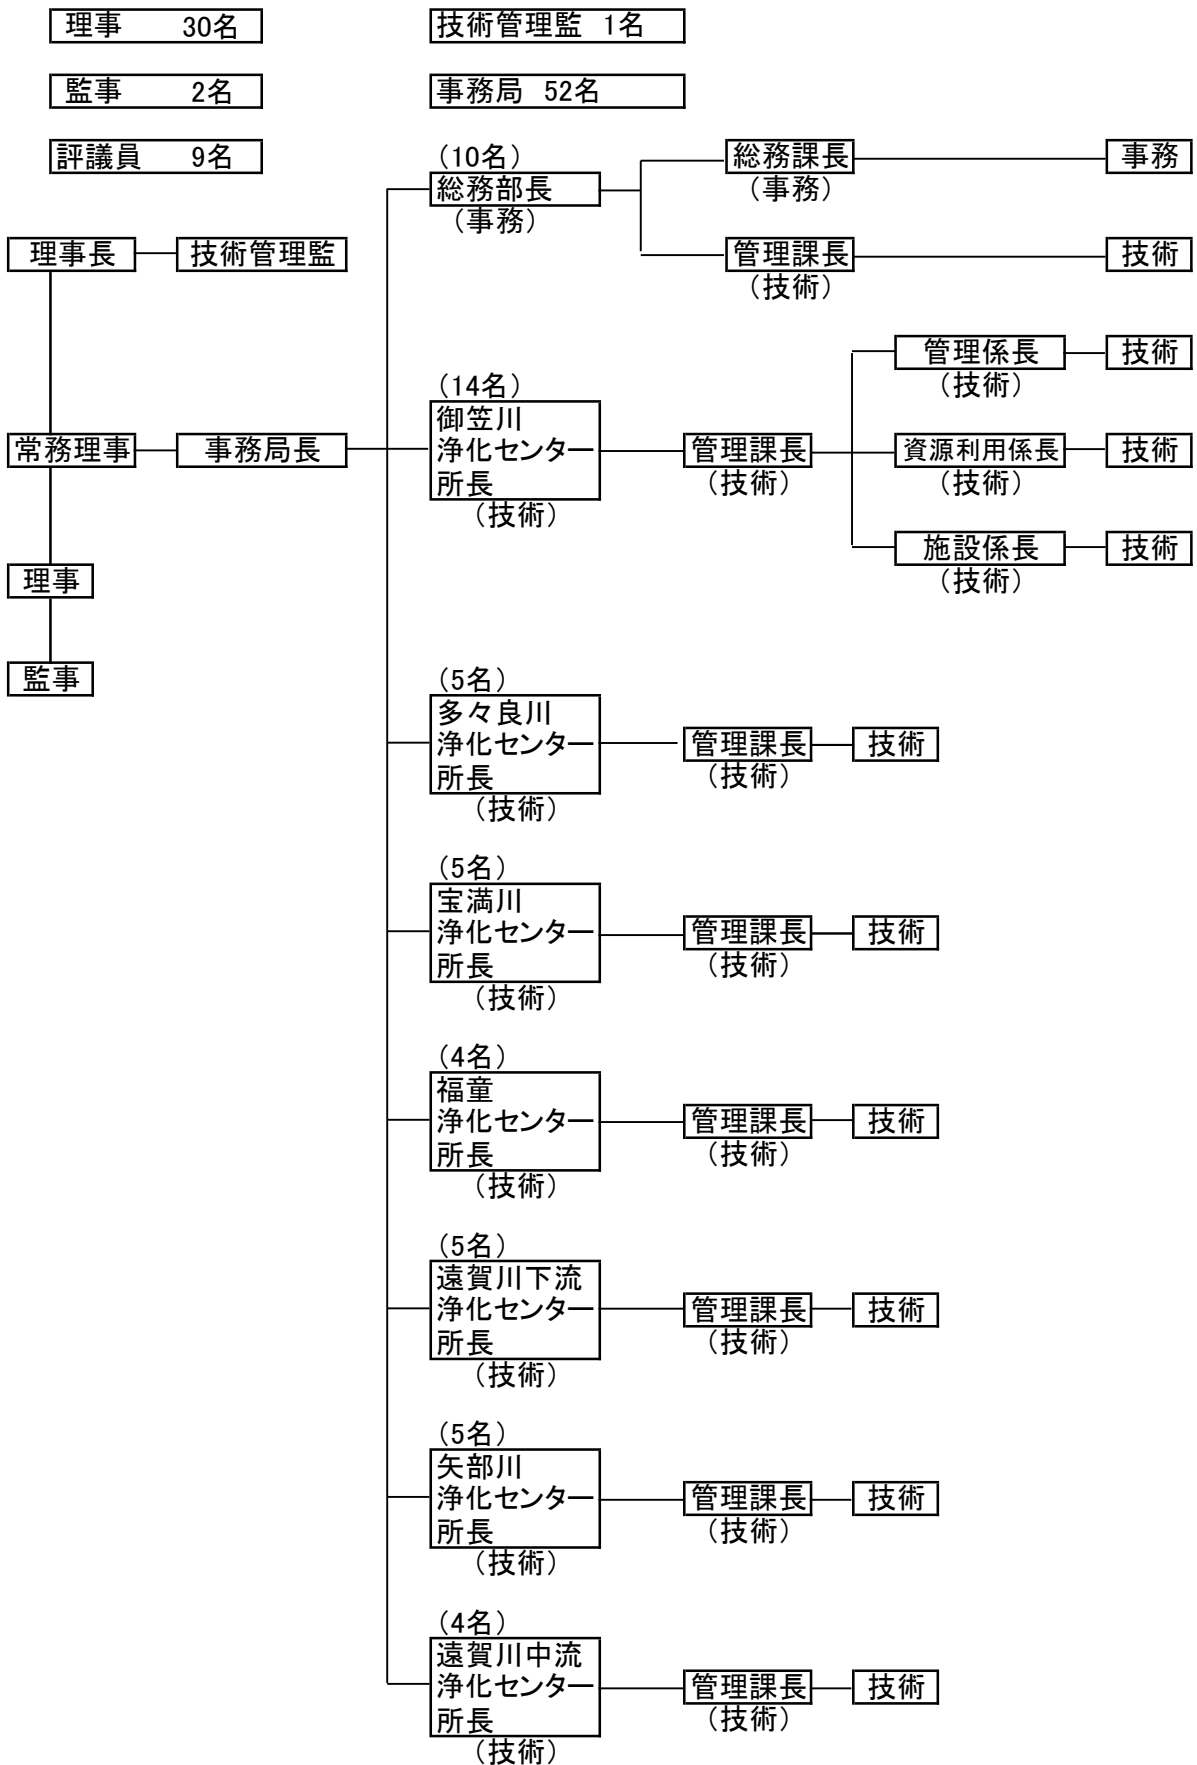 理事　30名
技術管理監　1名
監事　2名
事務局　52名
評議員　9名
理事長
技術管理監
常務理事
事務局長
理事
監事
（10名）
総務部長
（事務）
総務課長
（事務）
事務
管理課長
（技術）
技術
（14名）
御笠川
浄化センター
所長
（技術）
管理課長
（技術）
管理係長
（技術）
技術
資源利用係長
（技術）
技術
施設係長
（技術）
技術
（5名）
多々良川
浄化センター
所長
（技術）
管理課長
（技術）
技術
（5名）
宝満川
浄化センター
所長
（技術）
管理課長
（技術）
技術
（4名）
福童
浄化センター
所長
（技術）
管理課長
（技術）
技術
（5名）
遠賀川下流
浄化センター
所長
（技術）
管理課長
（技術）
技術
（5名）
矢部川
浄化センター
所長
（技術）
管理課長
（技術）
技術
（4名）
遠賀川中流
浄化センター
所長
（技術）
管理課長
（技術）
技術